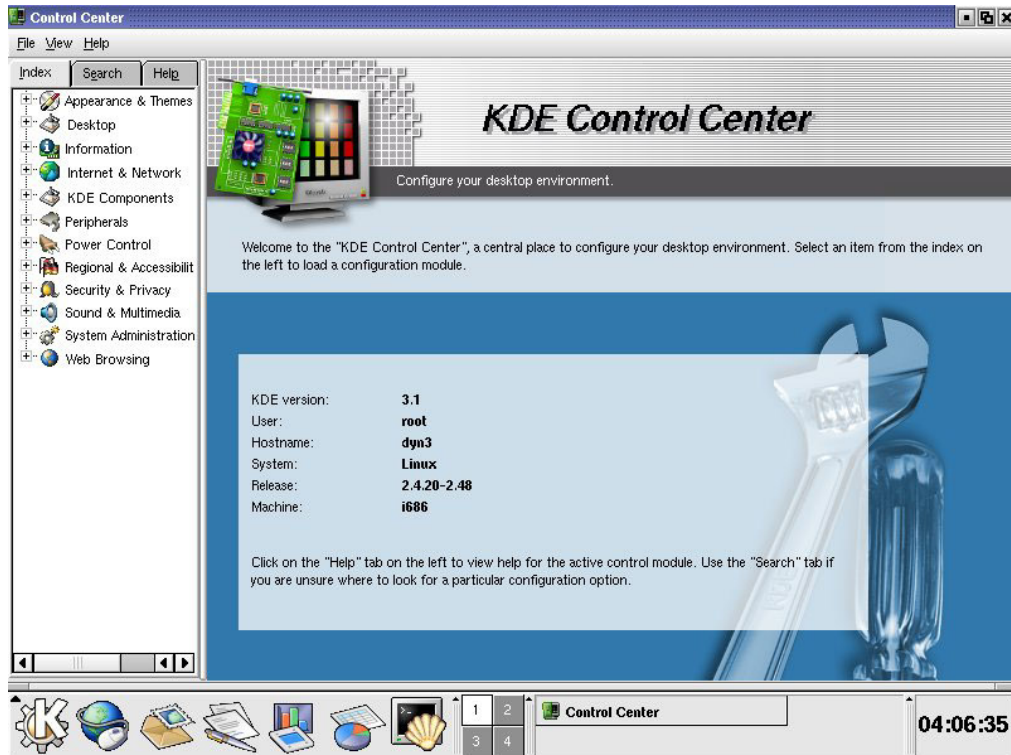 Control Center
File View Help
Index Search Help
Appearance & Themes
Desktop
Information
Internet & Network
KDE Components
Peripherals
Power Control
Regional & Accessibilit
Security & Privacy
Sound & Multimedia
System Administration
Web Browsing
KDE Control Center
Configure your desktop environment.
Welcome to the "KDE Control Center", a central place to configure your desktop environment. Select an item from the index on
the left to load a configuration module.
KDE version: 3.1
User: root
Hostname: dyn3
System: Linux
Release: 2.4.20-2.48
Machine: i686
Click on the "Help" tab on the left to view help for the active control module. Use the "Search" tab if
you are unsure where to look for a particular configuration option.
KDE
1 2
3 4
Control Center
04:06:35